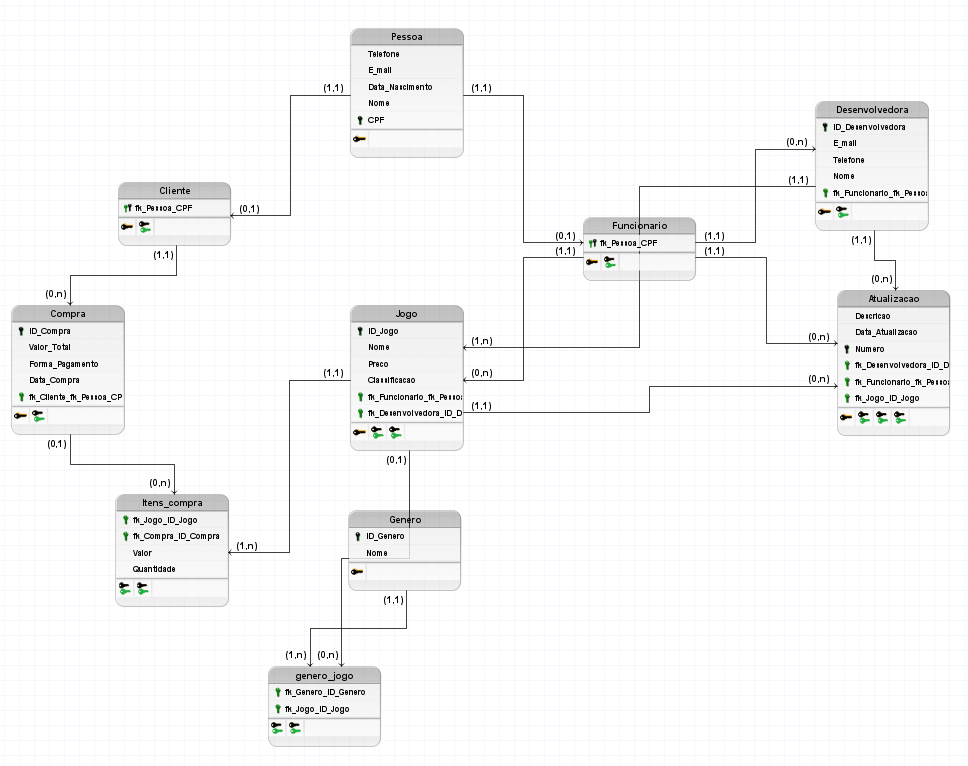 Pessoa
Telefone
E_mail
Data_Nascimento
Nome
CPF
(1,1)
(1,1)
Desenvolvedora
ID_Desenvolvedora
E_mail
Telefone
Nome
fk_Funcionario_fk_Pessoa
(0,n)
(1,1)
(1,1)
Cliente
fk_Pessoa_CPF
(0,1)
(1,1)
Funcionario
fk_Pessoa_CPF
(0,1)
(1,1)
(1,1)
(1,1)
Compra
ID_Compra
Valor_Total
Forma_Pagamento
Data_Compra
fk_Cliente_fk_Pessoa_CP
(0,n)
(0,1)
Jogo
ID_Jogo
Nome
Preco
Classificacao
fk_Funcionario_fk_Pessoa
fk_Desenvolvedora_ID_D
(1,n)
(0,n)
(1,1)
(1,1)
(0,1)
Atualizacao
Descricao
Data_Atualizacao
Numero
fk_Desenvolvedora_ID_D
fk_Funcionario_fk_Pessoa
fk_Jogo_ID_Jogo
(0,n)
(0,n)
(0,n)
Itens_compra
fk_Jogo_ID_Jogo
fk_Compra_ID_Compra
Valor
Quantidade
(0,n)
(1,n)
Genero
ID_Genero
Nome
(1,1)
(1,n)
(0,n)
genero_jogo
fk_Genero_ID_Genero
fk_Jogo_ID_Jogo